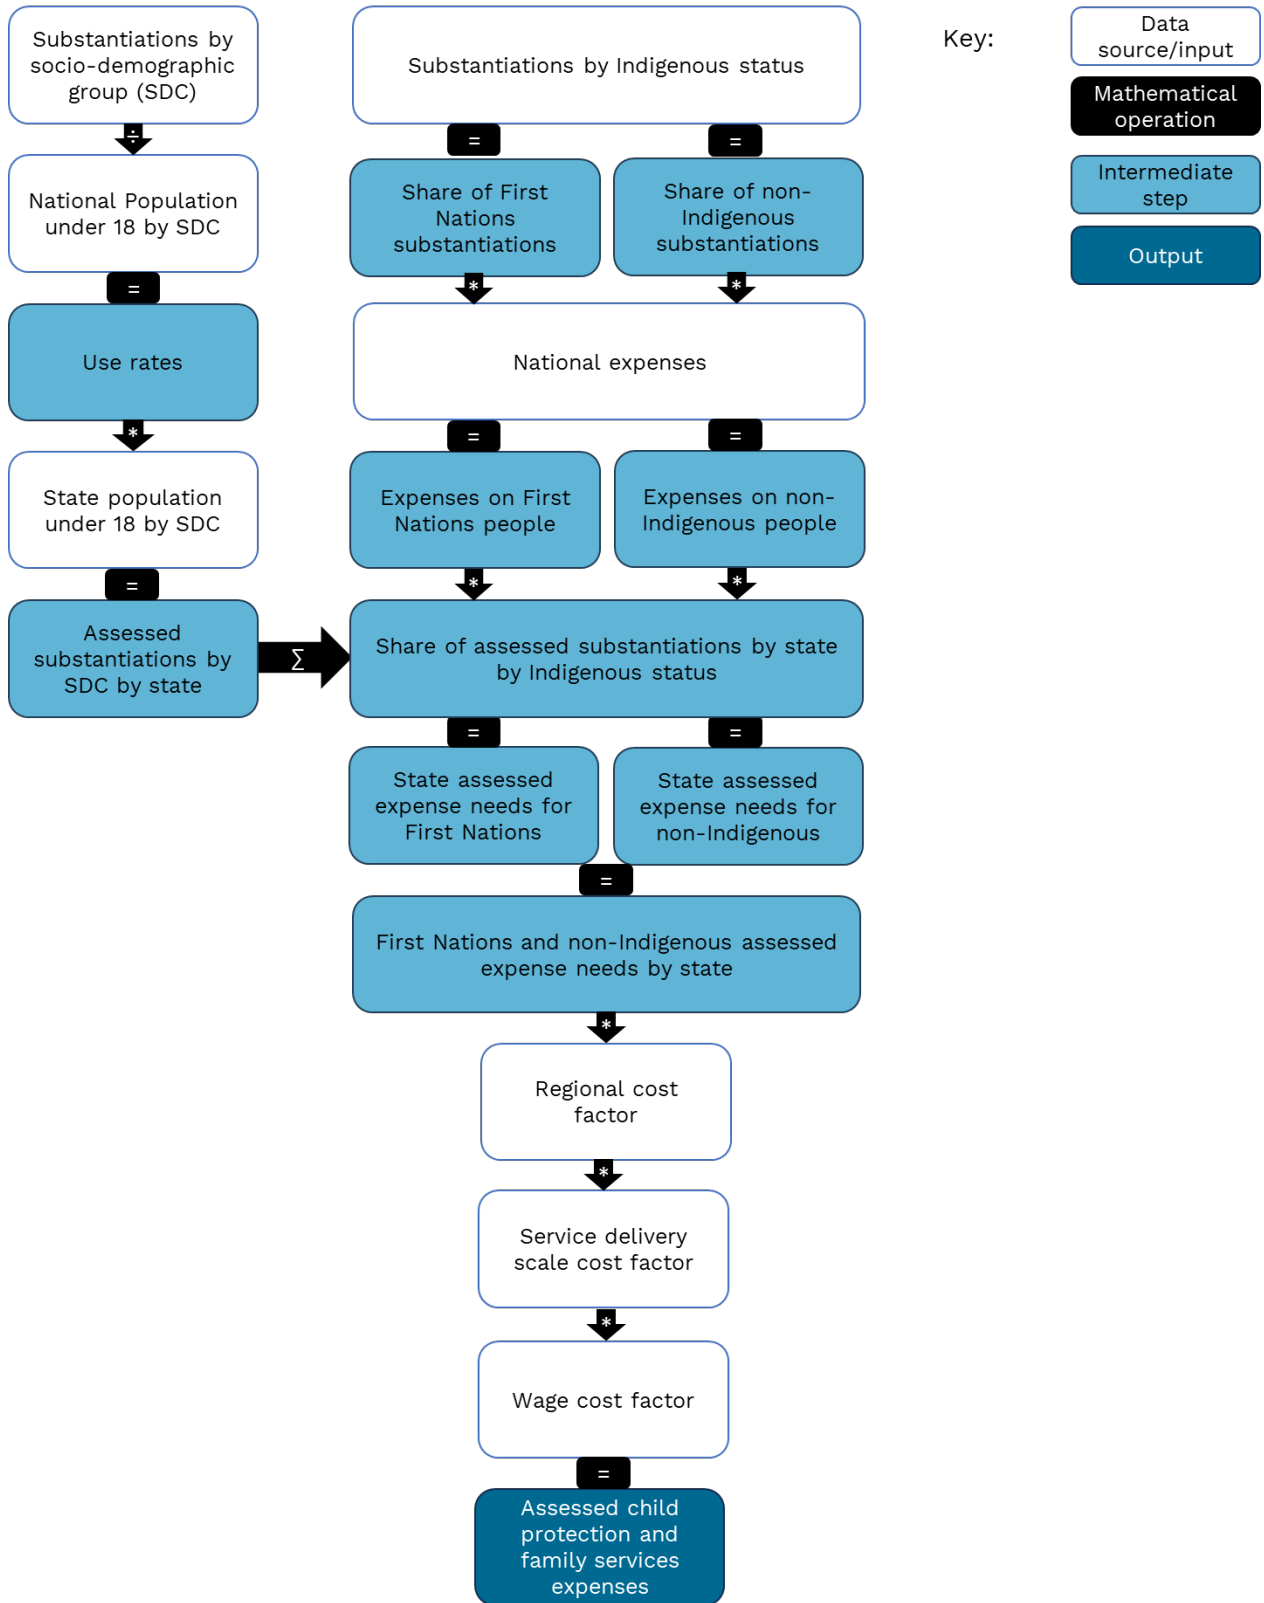 Substantiations by
socio-demographic
group (SDC)
÷
National Population
under 18 by SDC
=
Use rates
*
State population
under 18 by SDC
=
Assessed
substantiations by
SDC by state
∑
Substantiations by Indigenous status
=
=
Share of First
Nations
substantiations
Share of non-
Indigenous
substantiations
*
*
National expenses
=
=
Expenses on First
Nations people
Expenses on non-
Indigenous people
*
*
Share of assessed substantiations by state
by Indigenous status
=
=
State assessed
expense needs for
First Nations
State assessed
expense needs for
non-Indigenous
=
First Nations and non-Indigenous assessed
expense needs by state
*
Regional cost
factor
*
Service delivery
scale cost factor
*
Wage cost factor
=
Assessed child
protection and
family services
expenses
Key:
Data
source/input
Mathematical
operation
Intermediate
step
Output